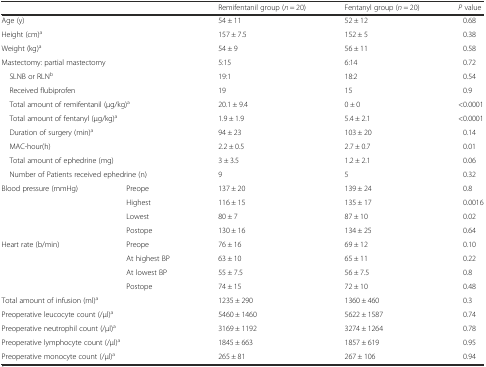 Remifentanil group (n = 20) Fentanyl group (n = 20) P value
Age (y) 54 ± 11 52 ± 12 0.68
Height (cm)a 157 ± 7.5 152 ± 5 0.38
Weight (kg)a 54 ± 9 56 ± 11 0.58
Mastectomy: partial mastectomy 5:15 6:14 0.72
SLNB or RLNb 19:1 18:2 0.54
Received flubiprofen 19 15 0.9
Total amount of remifentanil (μg/kg)a 20.1 ± 9.4 0 ± 0 <0.0001
Total amount of fentanyl (μg/kg)a 1.9 ± 1.9 5.4 ± 2.1 <0.0001
Duration of surgery (min)a 94 ± 23 103 ± 20 0.14
MAC-hour(h) 2.2 ± 0.5 2.7 ± 0.7 0.01
Total amount of ephedrine (mg) 3 ± 3.5 1.2 ± 2.1 0.06
Number of Patients received ephedrine (n) 9 5 0.32
Blood pressure (mmHg) Preope 137 ± 20 139 ± 24 0.8
Highest 116 ± 15 135 ± 17 0.0016
Lowest 80 ± 7 87 ± 10 0.02
Postope 130 ± 16 134 ± 25 0.64
Heart rate (b/min) Preope 76 ± 16 69 ± 12 0.10
At highest BP 63 ± 10 65 ± 11 0.22
At lowest BP 55 ± 7.5 56 ± 7.5 0.8
Postope 74 ± 15 72 ± 10 0.48
Total amount of infusion (ml)a 1235 ± 290 1360 ± 460 0.3
Preoperative leucocyte count (/μl)a 5460 ± 1460 5622 ± 1587 0.74
Preoperative neutrophil count (/μl)a 3169 ± 1192 3274 ± 1264 0.78
Preoperative lymphocyte count (/μl)a 1845 ± 663 1857 ± 619 0.95
Preoperative monocyte count (/μl)a 265 ± 81 267 ± 106 0.94